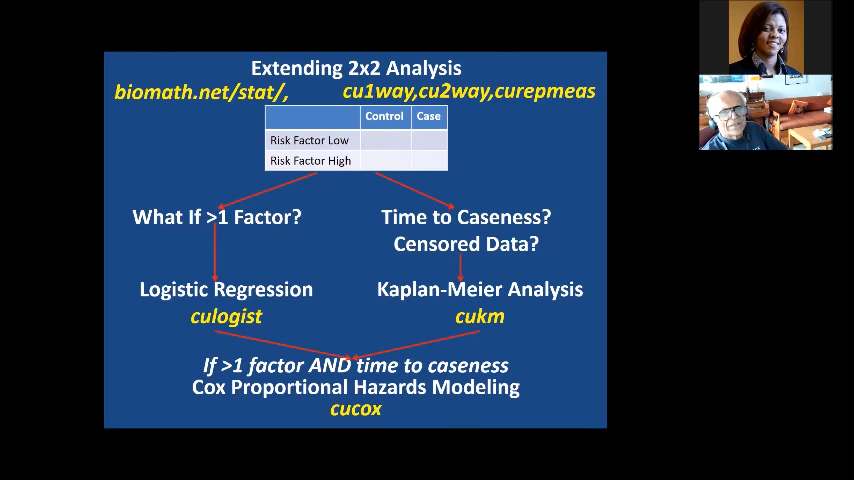 Extending 2x2 Analysis
biomath.net/stat/, cu1way,cu2way,curepmeas
Control Case
Risk Factor Low
Risk Factor High
What If >1 Factor? Time to Caseness?
Censored Data?
Logistic Regression Kaplan-Meier Analysis
culogist cukm
If >1 factor AND time to caseness
Cox Proportional Hazards Modeling
cucox